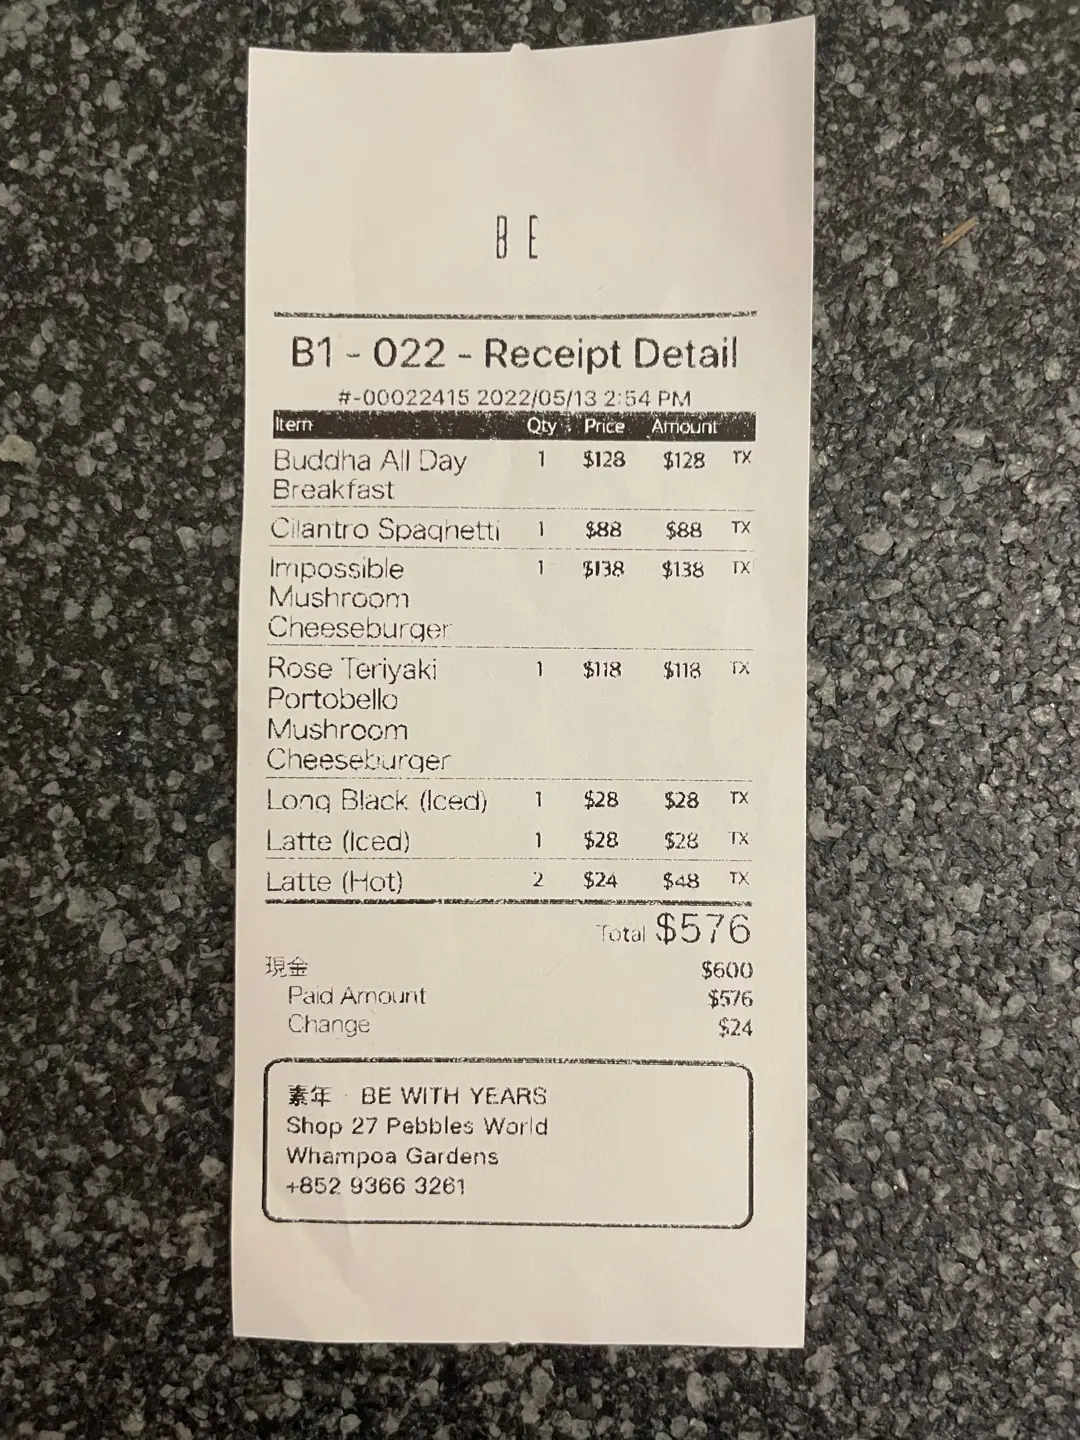 BE
B1 - 022 - Receipt Detail
#-00022415 2022/05/13 2:54 PM
Item Qty Price Amount
Buddha All Day 1 $128 $128 TX
Breakfast
Cilantro Spaghetti 1 $88 $88 TX
Impossible 1 $138 $138 TX
Mushroom
Cheeseburger
Rose Teriyaki 1 $118 $118 TX
Portobello
Mushroom
Cheeseburger
Long Black (Iced) 1 $28 $28 TX
Latte (Iced) 1 $28 $28 TX
Latte (Hot) 2 $24 $48 TX
Total $576
現金 $600
Paid Amount $576
Change $24
素年 · BE WITH YEARS
Shop 27 Pebbles World
Whampoa Gardens
+852 9366 3261